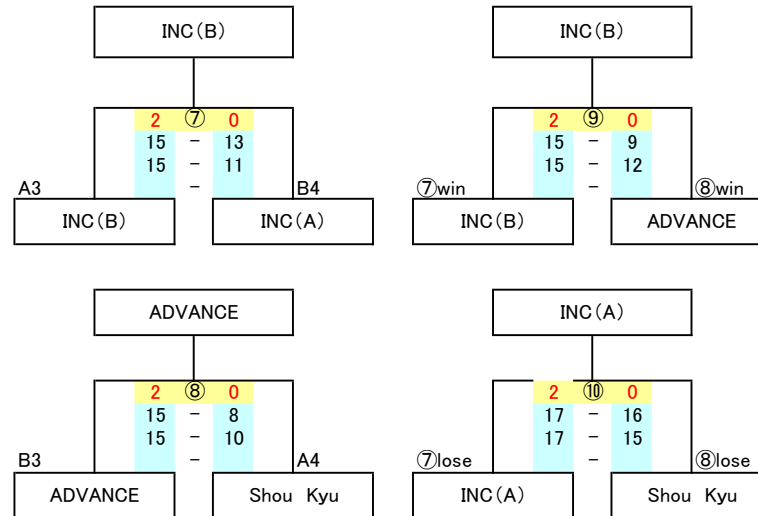 INC(B)
2 ⑦ 0
15 - 13
15 - 11
-
A3 B4
INC(B) INC(A)
INC(B)
2 ⑨ 0
15 - 9
15 - 12
-
⑦win ⑧win
INC(B) ADVANCE
ADVANCE
2 ⑧ 0
15 - 8
15 - 10
-
B3 A4
ADVANCE Shou Kyu
INC(A)
2 ⑩ 0
17 - 16
17 - 15
-
⑦lose ⑧lose
INC(A) Shou Kyu